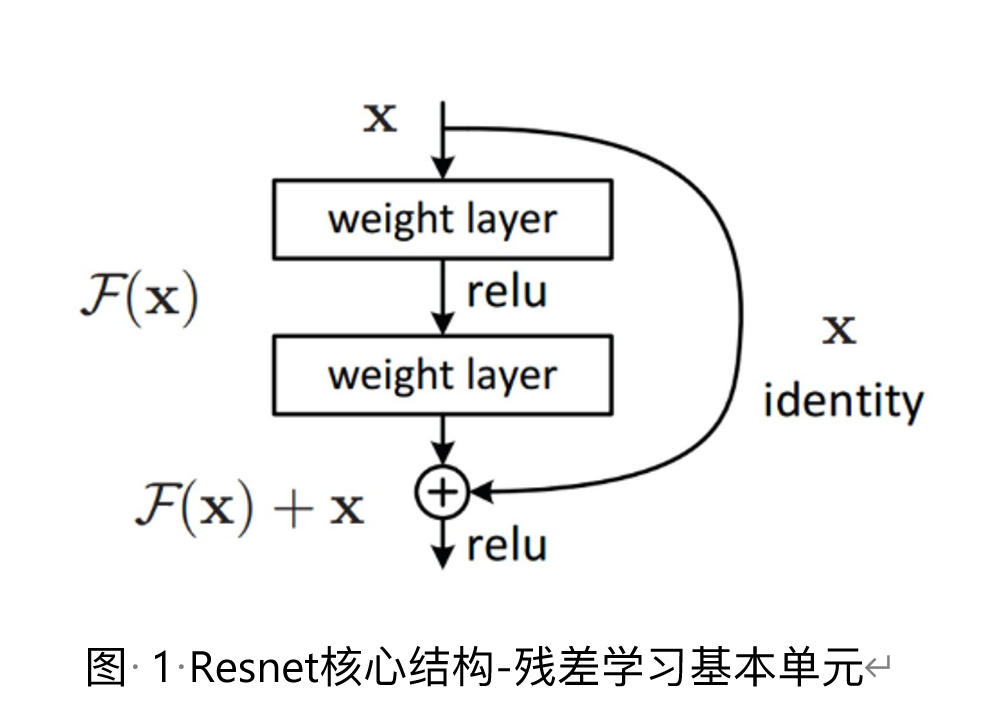 x
weight layer
relu
F(x)
weight layer
x
identity
F(x) + x
relu
图 1 Resnet核心结构-残差学习基本单元